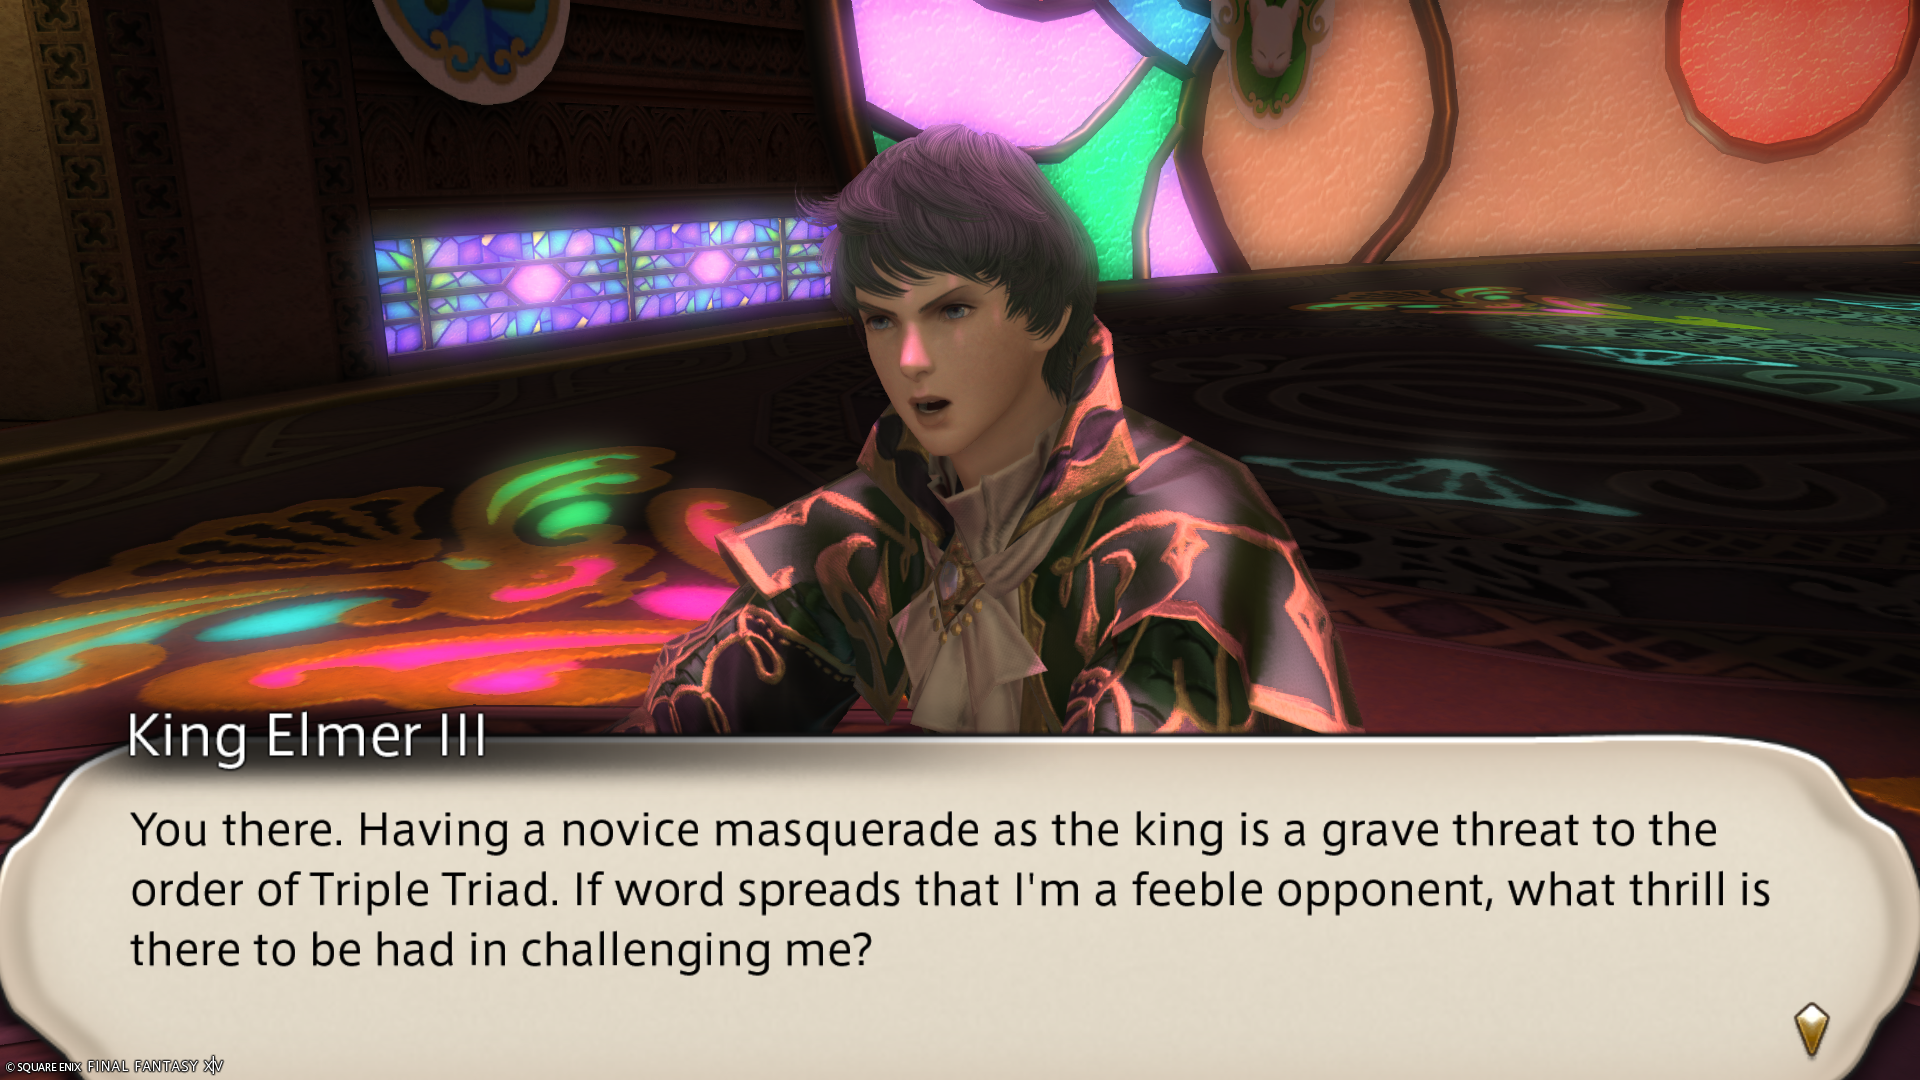 King Elmer III
You there. Having a novice masquerade as the king is a grave threat to the
order of Triple Triad. If word spreads that I'm a feeble opponent, what thrill is
there to be had in challenging me?
© SQUARE ENIX FINAL FANTASY XIV